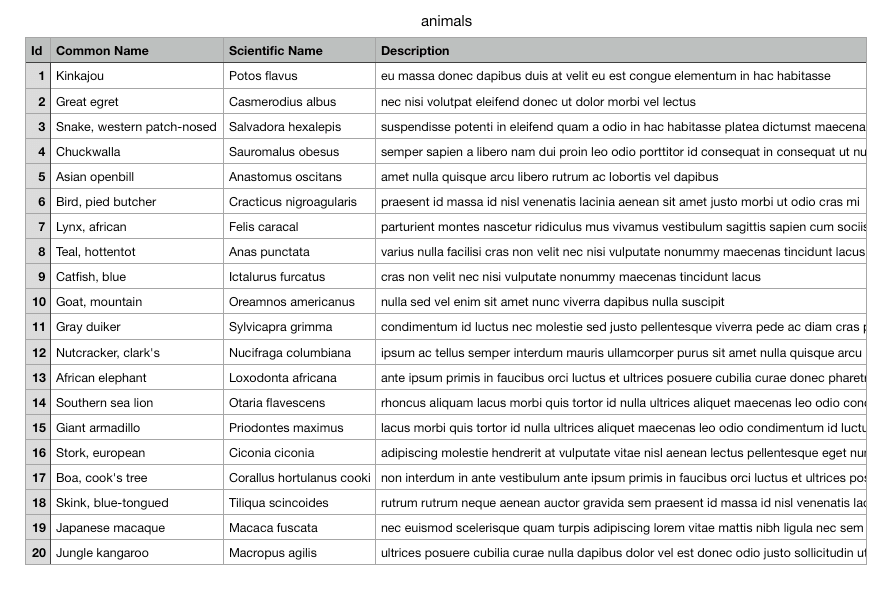 animals
Id Common Name Scientific Name Description
1 Kinkajou Potos flavus eu massa donec dapibus duis at velit eu est congue elementum in hac habitasse
2 Great egret Casmerodius albus nec nisi volutpat eleifend donec ut dolor morbi vel lectus
3 Snake, western patch-nosed Salvadora hexalepis suspendisse potenti in eleifend quam a odio in hac habitasse platea dictumst maecena
4 Chuckwalla Sauromalus obesus semper sapien a libero nam dui proin leo odio porttitor id consequat in consequat ut nu
5 Asian openbill Anastomus oscitans amet nulla quisque arcu libero rutrum ac lobortis vel dapibus
6 Bird, pied butcher Cracticus nigroagularis praesent id massa id nisl venenatis lacinia aenean sit amet justo morbi ut odio cras mi
7 Lynx, african Felis caracal parturient montes nascetur ridiculus mus vivamus vestibulum sagittis sapien cum sociis
8 Teal, hottentot Anas punctata varius nulla facilisi cras non velit nec nisi vulputate nonummy maecenas tincidunt lacus
9 Catfish, blue Ictalurus furcatus cras non velit nec nisi vulputate nonummy maecenas tincidunt lacus
10 Goat, mountain Oreamnos americanus nulla sed vel enim sit amet nunc viverra dapibus nulla suscipit
11 Gray duiker Sylvicapra grimma condimentum id luctus nec molestie sed justo pellentesque viverra pede ac diam cras
12 Nutcracker, clark's Nucifraga columbiana ipsum ac tellus semper interdum mauris ullamcorper purus sit amet nulla quisque arcu
13 African elephant Loxodonta africana ante ipsum primis in faucibus orci luctus et ultrices posuere cubilia curae donec pharet
14 Southern sea lion Otaria flavescens rhoncus aliquam lacus morbi quis tortor id nulla ultrices aliquet maecenas leo odio con
15 Giant armadillo Priodontes maximus lacus morbi quis tortor id nulla ultrices aliquet maecenas leo odio condimentum id luctu
16 Stork, european Ciconia ciconia adipiscing molestie hendrerit at vulputate vitae nisl aenean lectus pellentesque eget nu
17 Boa, cook's tree Corallus hortulanus cooki non interdum in ante vestibulum ante ipsum primis in faucibus orci luctus et ultrices pos
18 Skink, blue-tongued Tiliqua scincoides rutrum rutrum neque aenean auctor gravida sem praesent id massa id nisl venenatis lac
19 Japanese macaque Macaca fuscata nec euismod scelerisque quam turpis adipiscing lorem vitae mattis nibh ligula nec sem
20 Jungle kangaroo Macropus agilis ultrices posuere cubilia curae nulla dapibus dolor vel est donec odio justo sollicitudin ut